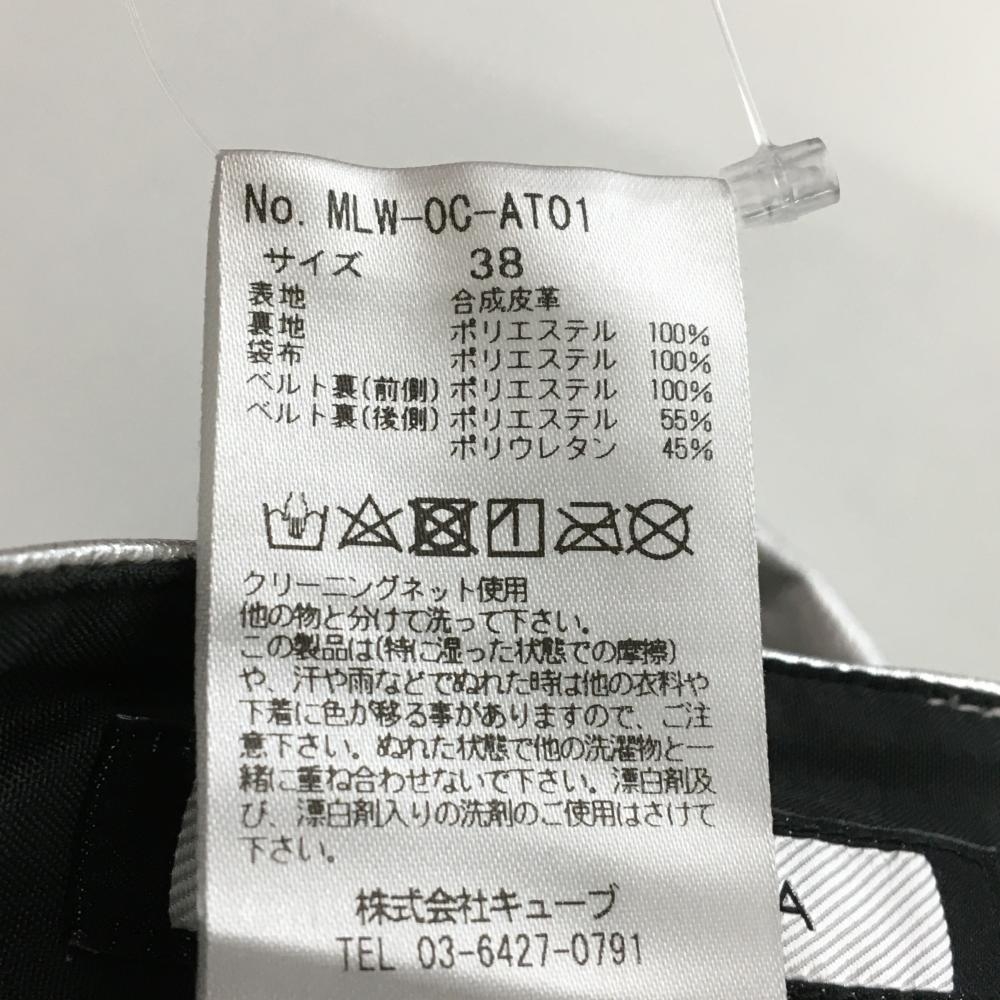 No. MLW-OC-AT01
サイズ 38
表地 合成皮革
裏地 ポリエステル 100%
袋布 ポリエステル 100%
ベルト裏(前側) ポリエステル 100%
ベルト裏(後側) ポリエステル 55%
ポリウレタン 45%
クリーニングネット使用
他の物と分けて洗って下さい。
この製品は(特に湿った状態での摩擦)
や、汗や雨などでぬれた時は他の衣料や
下着に色が移る事がありますので、ご注
意下さい。ぬれた状態で他の洗濯物と一
緒に重ね合わせないで下さい。漂白剤及
び、漂白剤入りの洗剤のご使用はさけて
下さい。
株式会社キューブ
TEL 03-6427-0791
A